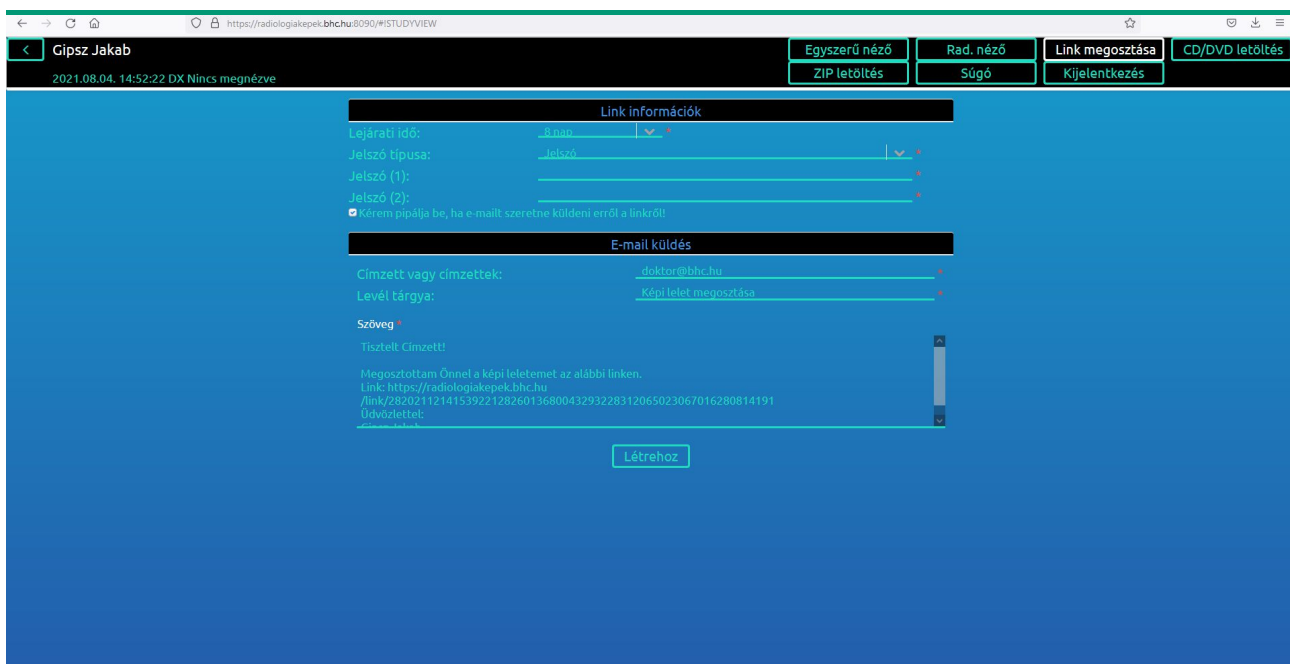 https://radiologiakepek.bhc.hu:8090/#ISTUDYVIEW
Gipsz Jakab
2021.08.04. 14:52:22 DX Nincs megnézve
Egyszerű néző
Rad. néző
Link megosztása
CD/DVD letöltés
ZIP letöltés
Súgó
Kijelentkezés
Link információk
Lejárati idő: 8 nap *
Jelszó típusa: Jelszó *
Jelszó (1): *
Jelszó (2): *
Kérem pipálja be, ha e-mailt szeretne küldeni erről a linkről!
E-mail küldés
Címzett vagy címzettek: doktor@bhc.hu *
Levél tárgya: Képi lelet megosztása *
Szöveg *
Tisztelt Címzett!
Megosztottam Önnel a képi leletemet az alábbi linken.
Link: https://radiologiakepek.bhc.hu
/link/282021121415392212826013680043293228312065023067016280814191
Üdvözlettel:
Létrehoz